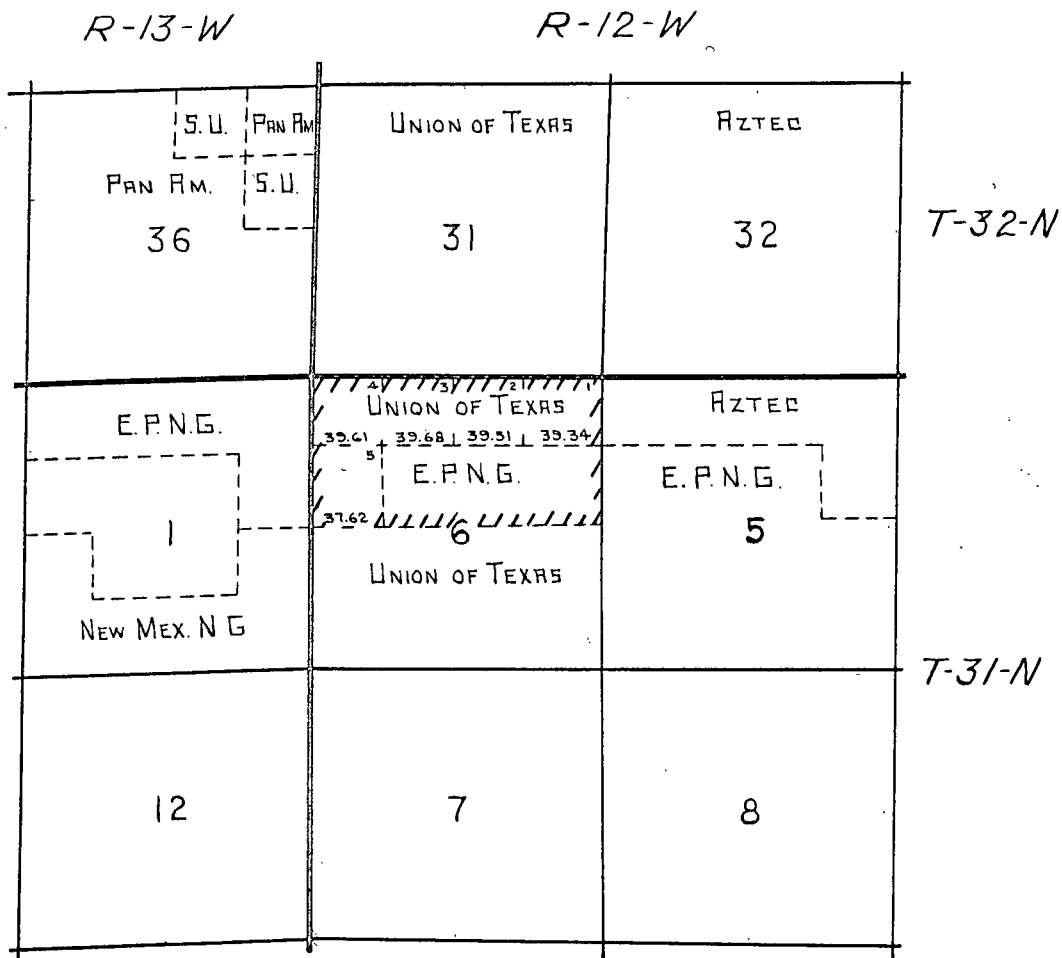 R-13-W R-12-W
S.U. PAN AM UNION OF TEXAS AZTEC
PAN AM. S.U.
36 31 32 T-32-N
4 3 2 1
E.P.N.G. UNION OF TEXAS AZTEC
39.61 39.68 39.51 39.34
5 E.P.N.G. E.P.N.G.
37.62
1 6 5
UNION OF TEXAS
NEW MEX. N G
T-31-N
12 7 8